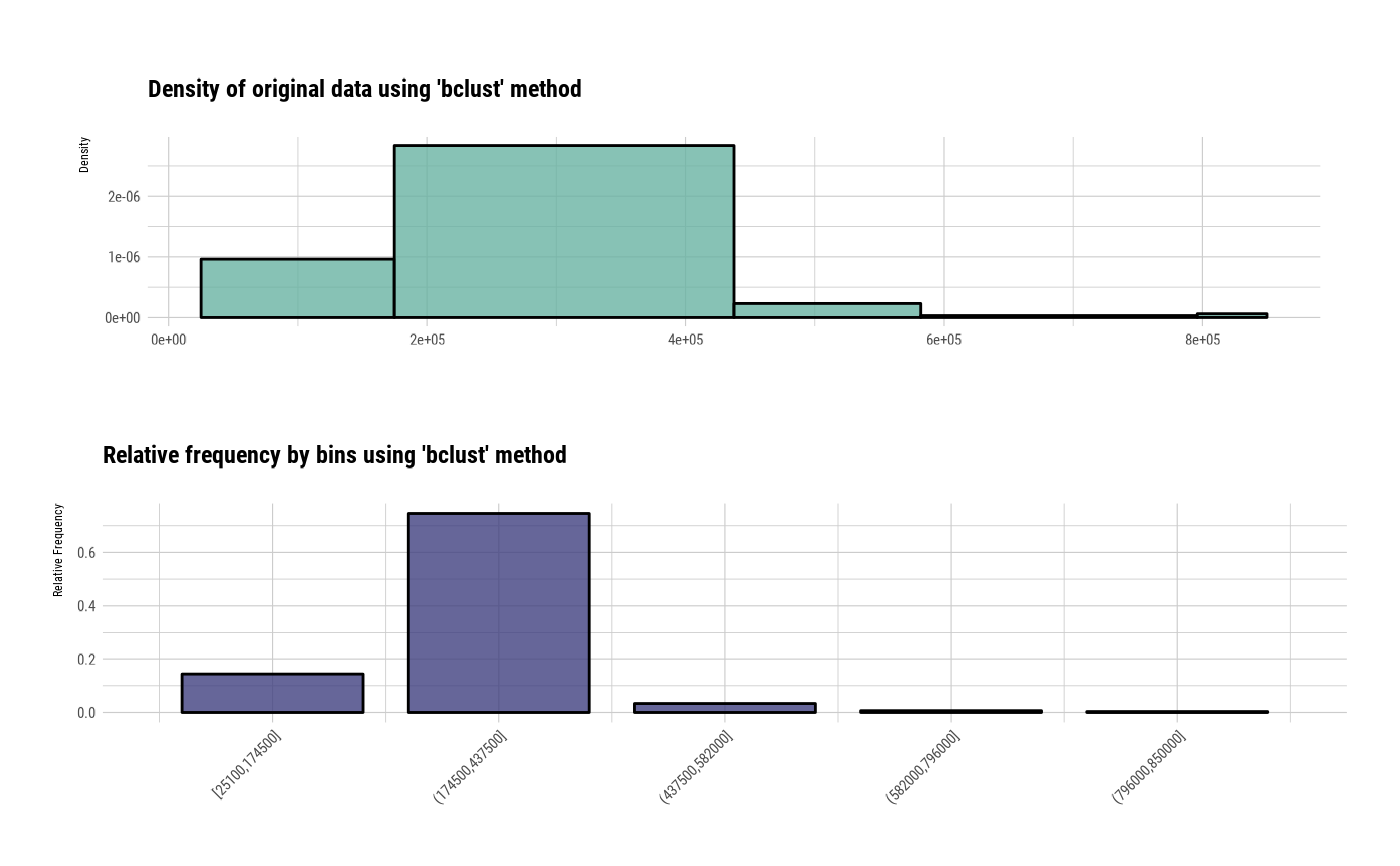 Density of original data using 'bclust' method
Density
2e-06
1e-06
0e+00
0e+00 2e+05 4e+05 6e+05 8e+05
Relative frequency by bins using 'bclust' method
Relative Frequency
0.6
0.4
0.2
0.0
[25100,174500] (174500,437500] (437500,582000] (582000,796000] (796000,850000]